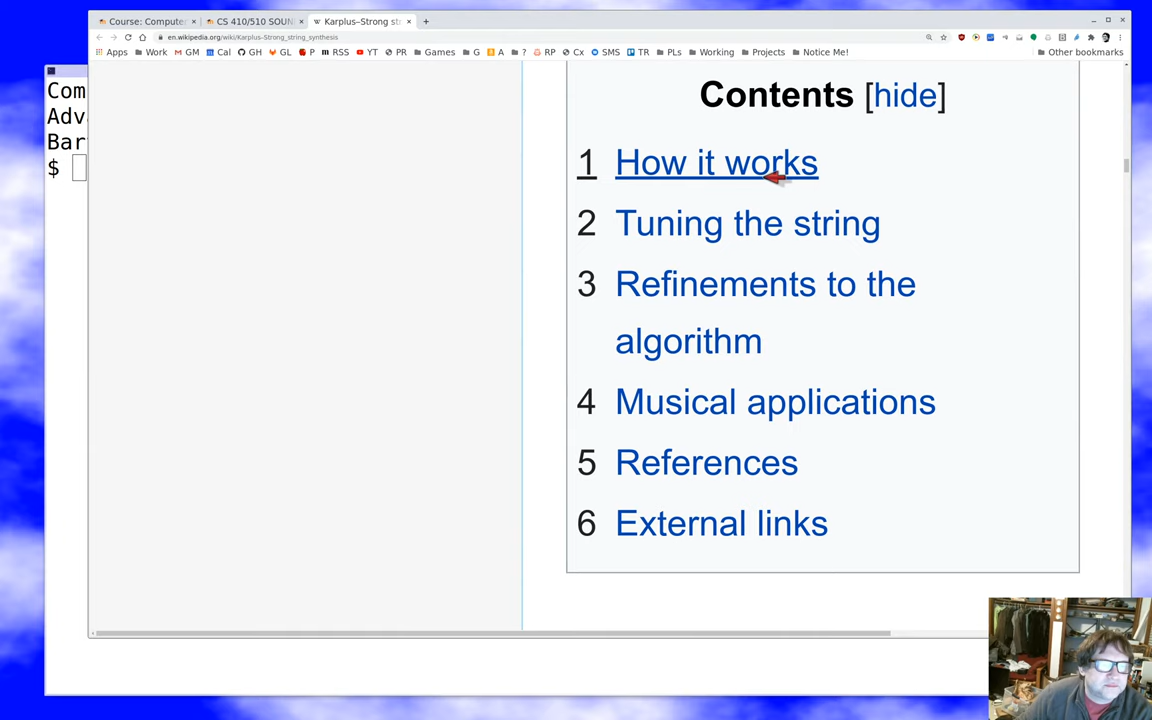 Course: Computer
CS 410/510 SOUN
Karplus–Strong st
en.wikipedia.org/wiki/Karplus–Strong_string_synthesis
Apps Work GM Cal GH GL P RSS YT PR Games G A ? RP Cx SMS TR PLs Working Projects Notice Me! Other bookmarks
Com
Adv
Bar
$
Contents [hide]
1 How it works
2 Tuning the string
3 Refinements to the
algorithm
4 Musical applications
5 References
6 External links